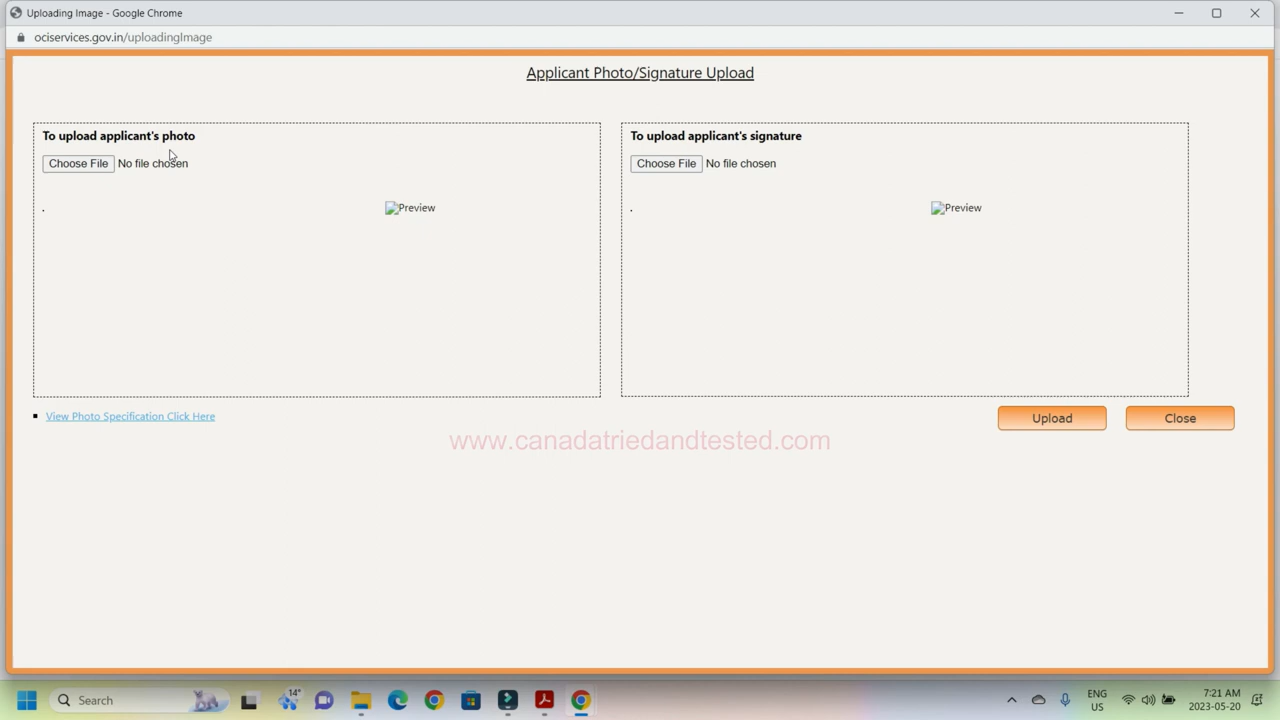 Uploading Image - Google Chrome
ociservices.gov.in/uploadingImage
Applicant Photo/Signature Upload
To upload applicant's photo
Choose File No file chosen
.
Preview
To upload applicant's signature
Choose File No file chosen
.
Preview
View Photo Specification Click Here
Upload
Close
www.canadatriedandtested.com
Search
14°
ENG
US
7:21 AM
2023-05-20